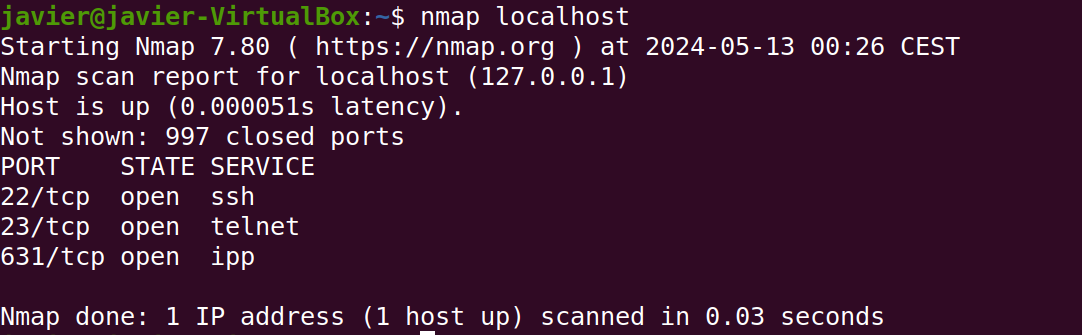 javier@javier-VirtualBox:~$ nmap localhost
Starting Nmap 7.80 ( https://nmap.org ) at 2024-05-13 00:26 CEST
Nmap scan report for localhost (127.0.0.1)
Host is up (0.000051s latency).
Not shown: 997 closed ports
PORT    STATE SERVICE
22/tcp  open  ssh
23/tcp  open  telnet
631/tcp open  ipp
Nmap done: 1 IP address (1 host up) scanned in 0.03 seconds